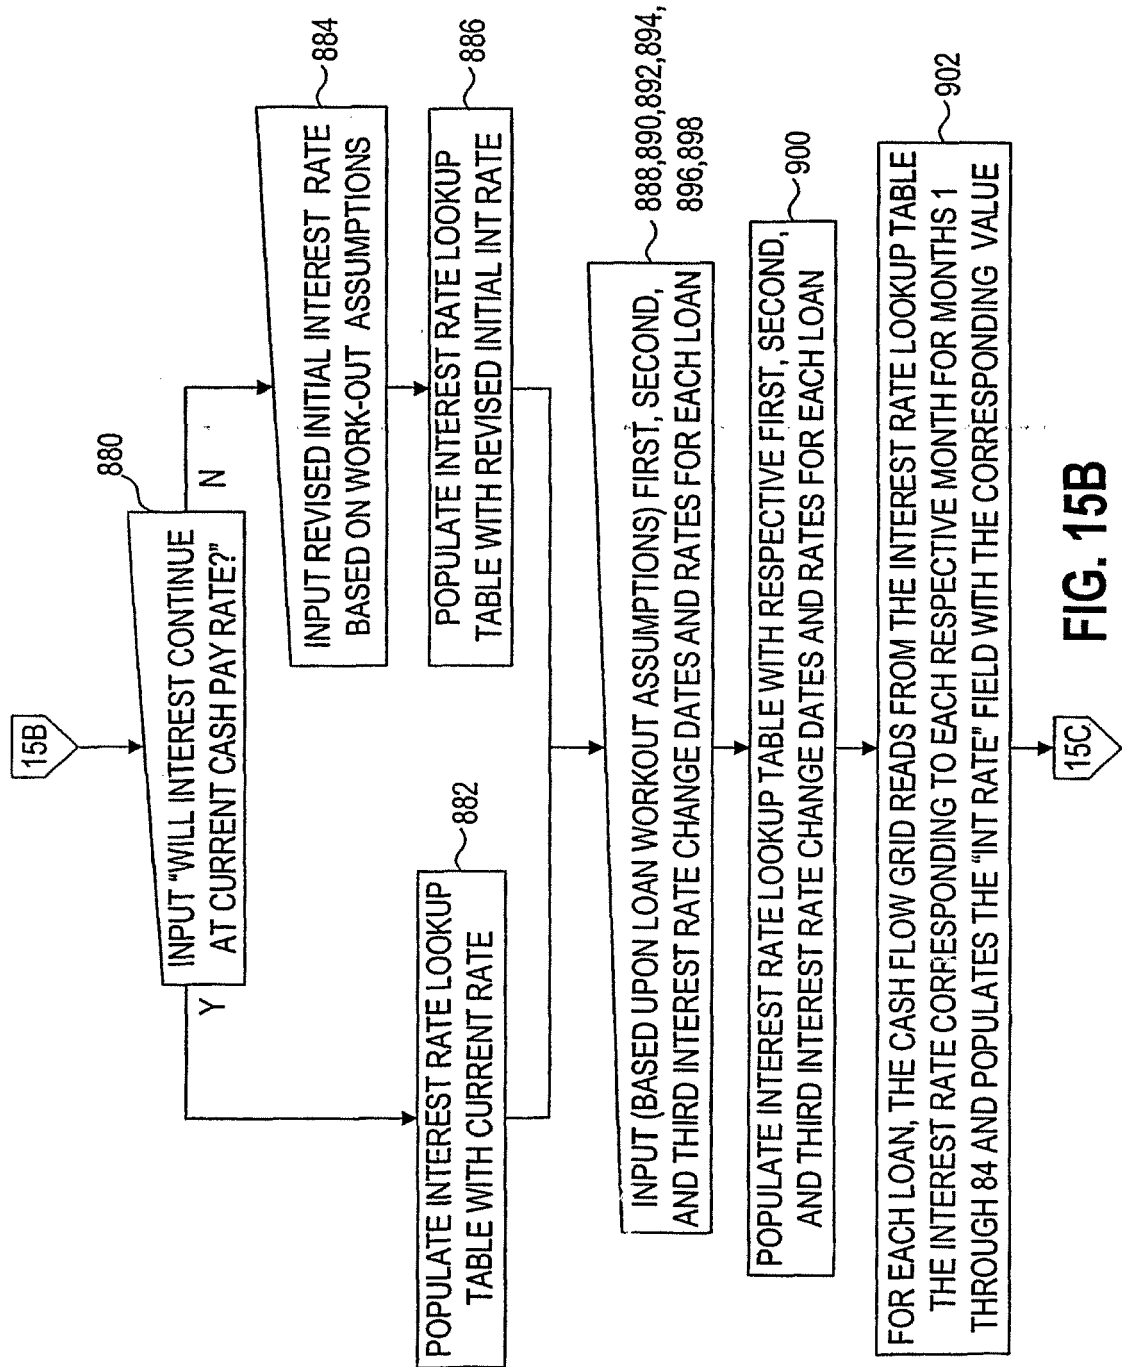 15B
880
INPUT "WILL INTEREST CONTINUE
AT CURRENT CASH PAY RATE?"
Y
N
882
POPULATE INTEREST RATE LOOKUP
TABLE WITH CURRENT RATE
884
INPUT REVISED INITIAL INTEREST RATE
BASED ON WORK-OUT ASSUMPTIONS
886
POPULATE INTEREST RATE LOOKUP
TABLE WITH REVISED INITIAL INT RATE
888,890,892,894,
896,898
INPUT (BASED UPON LOAN WORKOUT ASSUMPTIONS) FIRST, SECOND,
AND THIRD INTEREST RATE CHANGE DATES AND RATES FOR EACH LOAN
900
POPULATE INTEREST RATE LOOKUP TABLE WITH RESPECTIVE FIRST, SECOND,
AND THIRD INTEREST RATE CHANGE DATES AND RATES FOR EACH LOAN
902
FOR EACH LOAN, THE CASH FLOW GRID READS FROM THE INTEREST RATE LOOKUP TABLE
THE INTEREST RATE CORRESPONDING TO EACH RESPECTIVE MONTH FOR MONTHS 1
THROUGH 84 AND POPULATES THE "INT RATE" FIELD WITH THE CORRESPONDING VALUE
15C
FIG. 15B